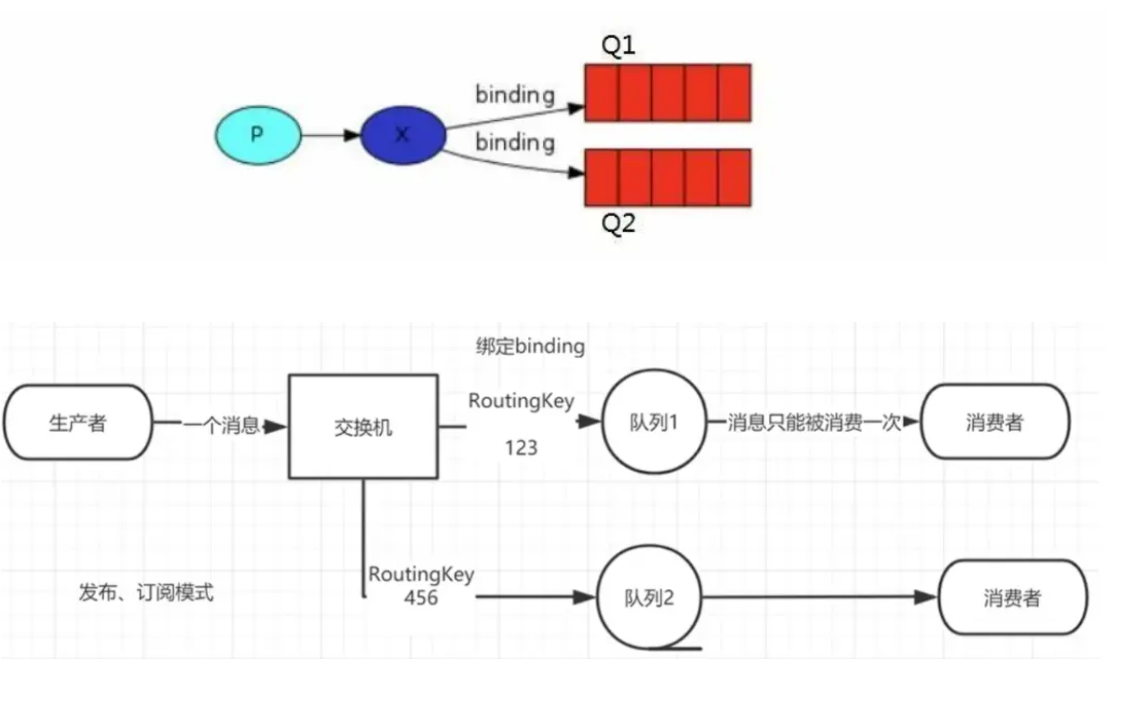 Q1
binding
P
X
binding
Q2
绑定binding
RoutingKey
123
生产者
一个消息
交换机
队列1
消息只能被消费一次
消费者
RoutingKey
456
发布、订阅模式
队列2
消费者